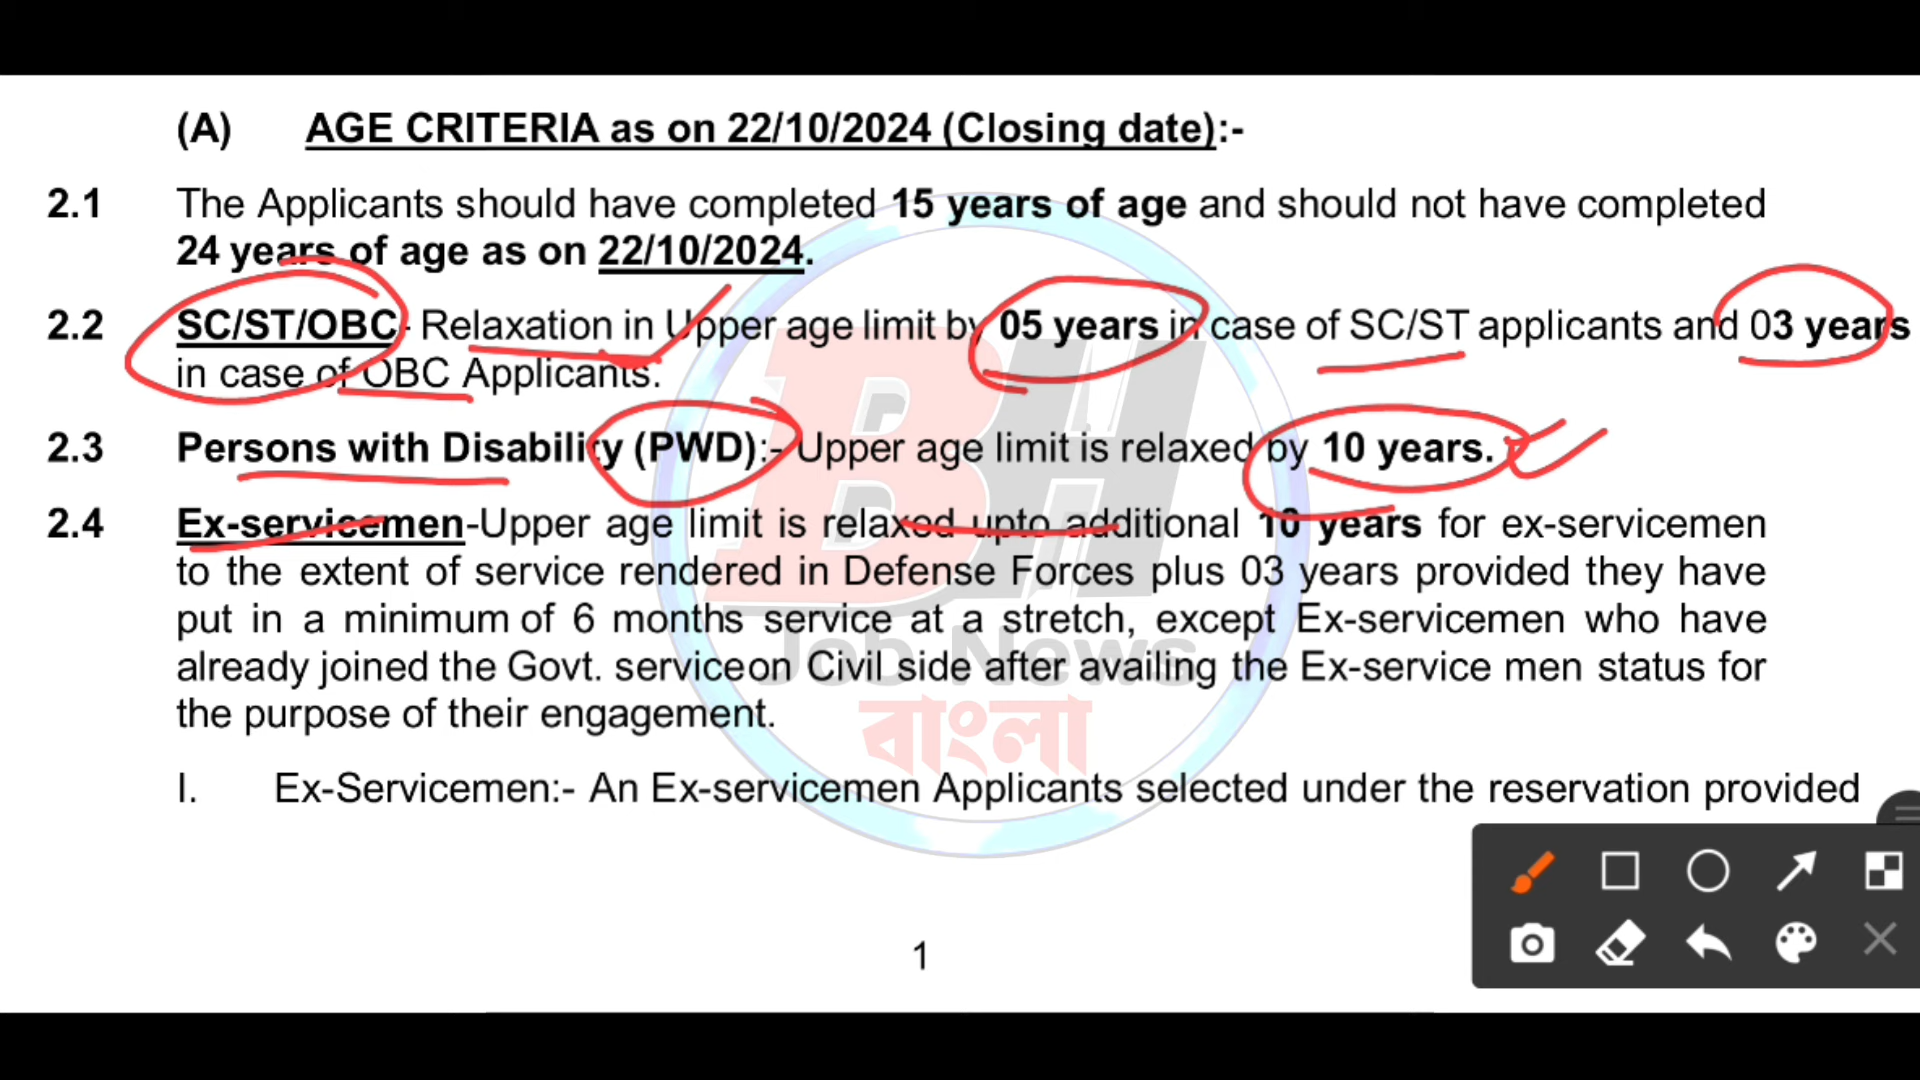 (A) AGE CRITERIA as on 22/10/2024 (Closing date):-
2.1 The Applicants should have completed 15 years of age and should not have completed
24 years of age as on 22/10/2024.
2.2 SC/ST/OBC- Relaxation in Upper age limit by 05 years in case of SC/ST applicants and 03 years
in case of OBC Applicants.
2.3 Persons with Disability (PWD):- Upper age limit is relaxed by 10 years.
2.4 Ex-servicemen-Upper age limit is relaxed upto additional 10 years for ex-servicemen
to the extent of service rendered in Defense Forces plus 03 years provided they have
put in a minimum of 6 months service at a stretch, except Ex-servicemen who have
already joined the Govt. serviceon Civil side after availing the Ex-service men status for
the purpose of their engagement.
I. Ex-Servicemen:- An Ex-servicemen Applicants selected under the reservation provided
1
BH
Job News
বাংলা